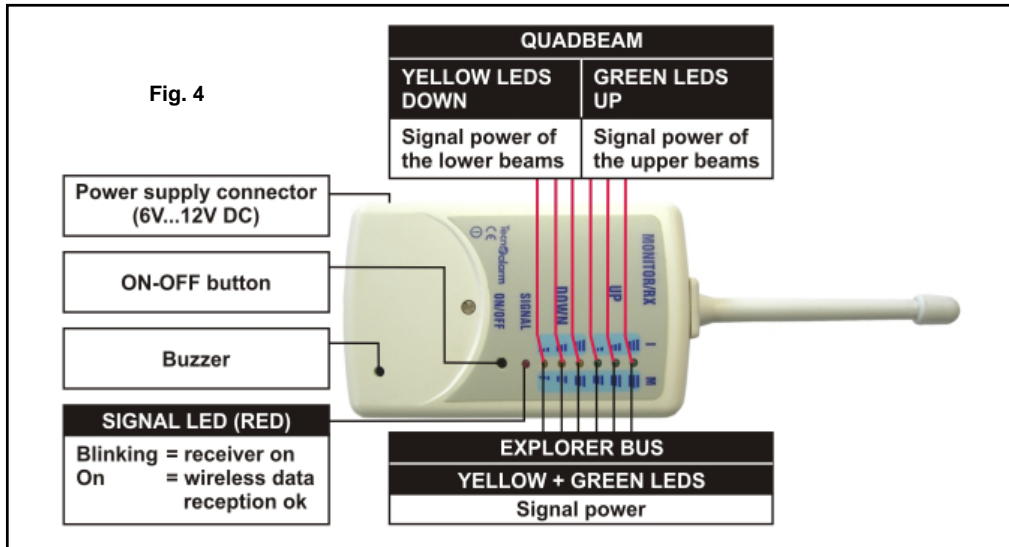 Fig. 4
QUADBEAM
YELLOW LEDS
DOWN
GREEN LEDS
UP
Signal power of
the lower beams
Signal power of
the upper beams
Power supply connector
(6V...12V DC)
ON-OFF button
Buzzer
SIGNAL LED (RED)
Blinking = receiver on
On = wireless data
reception ok
Tecnoalarm
CE
ON/OFF
SIGNAL
DOWN
UP
MONITOR/RX
I
M
EXPLORER BUS
YELLOW + GREEN LEDS
Signal power